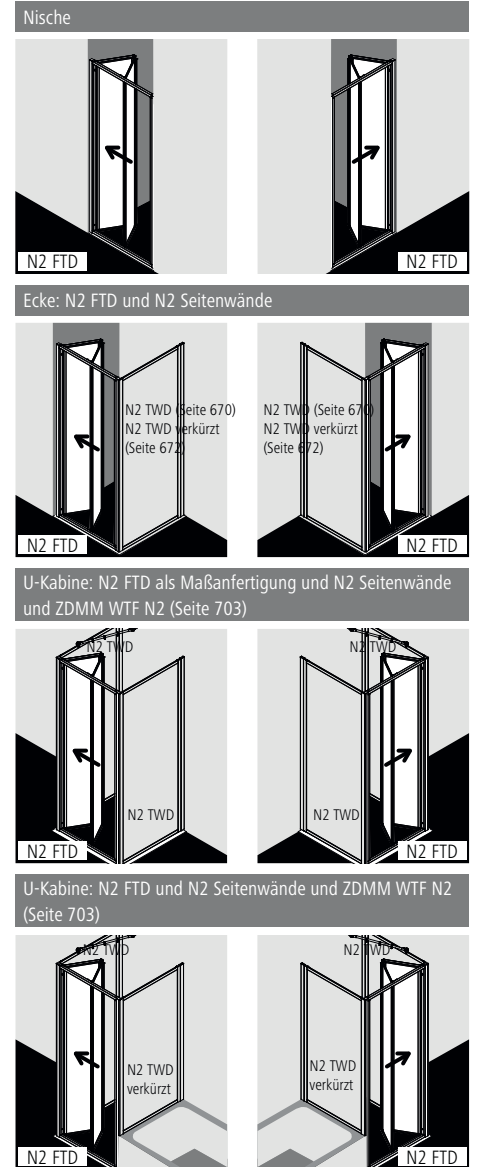 Nische
N2 FTD
N2 FTD
Ecke: N2 FTD und N2 Seitenwände
N2 TWD (Seite 670)
N2 TWD verkürzt
(Seite 672)
N2 FTD
N2 TWD (Seite 670)
N2 TWD verkürzt
(Seite 672)
N2 FTD
U-Kabine: N2 FTD als Maßanfertigung und N2 Seitenwände
und ZDMM WTF N2 (Seite 703)
N2 TWD
N2 TWD
N2 FTD
N2 TWD
N2 TWD
N2 FTD
U-Kabine: N2 FTD und N2 Seitenwände und ZDMM WTF N2
(Seite 703)
N2 TWD
N2 TWD
verkürzt
N2 FTD
N2 TWD
N2 TWD
verkürzt
N2 FTD